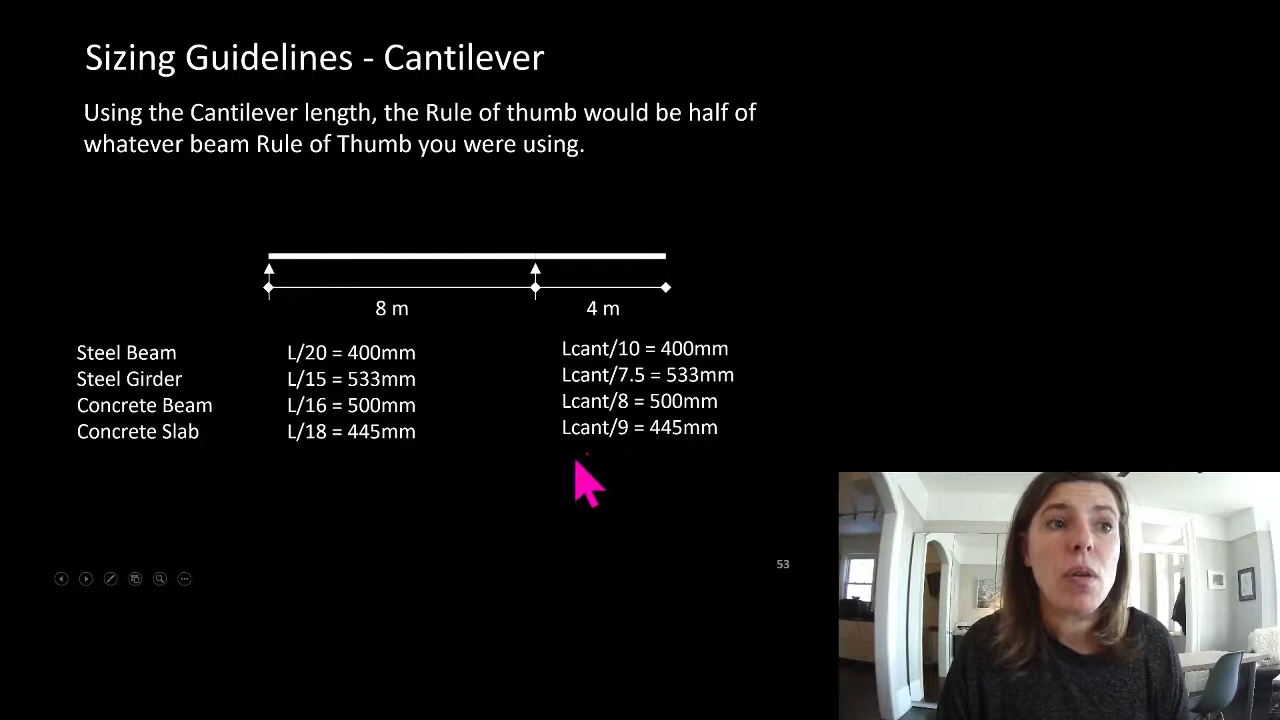 Sizing Guidelines - Cantilever
Using the Cantilever length, the Rule of thumb would be half of
whatever beam Rule of Thumb you were using.
8 m
4 m
Steel Beam L/20 = 400mm Lcant/10 = 400mm
Steel Girder L/15 = 533mm Lcant/7.5 = 533mm
Concrete Beam L/16 = 500mm Lcant/8 = 500mm
Concrete Slab L/18 = 445mm Lcant/9 = 445mm
53